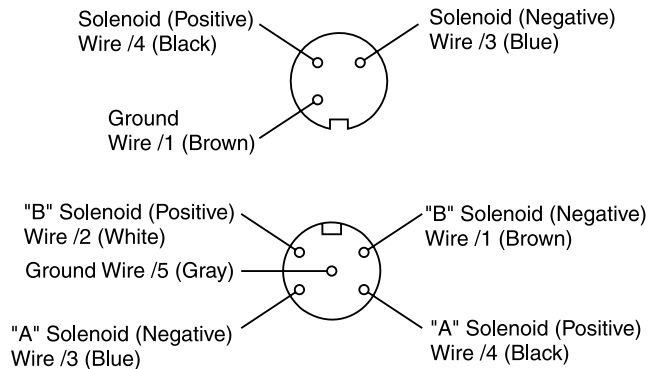 Solenoid (Positive)
Wire /4 (Black)
Solenoid (Negative)
Wire /3 (Blue)
Ground
Wire /1 (Brown)
"B" Solenoid (Positive)
Wire /2 (White)
"B" Solenoid (Negative)
Wire /1 (Brown)
Ground Wire /5 (Gray)
"A" Solenoid (Negative)
Wire /3 (Blue)
"A" Solenoid (Positive)
Wire /4 (Black)